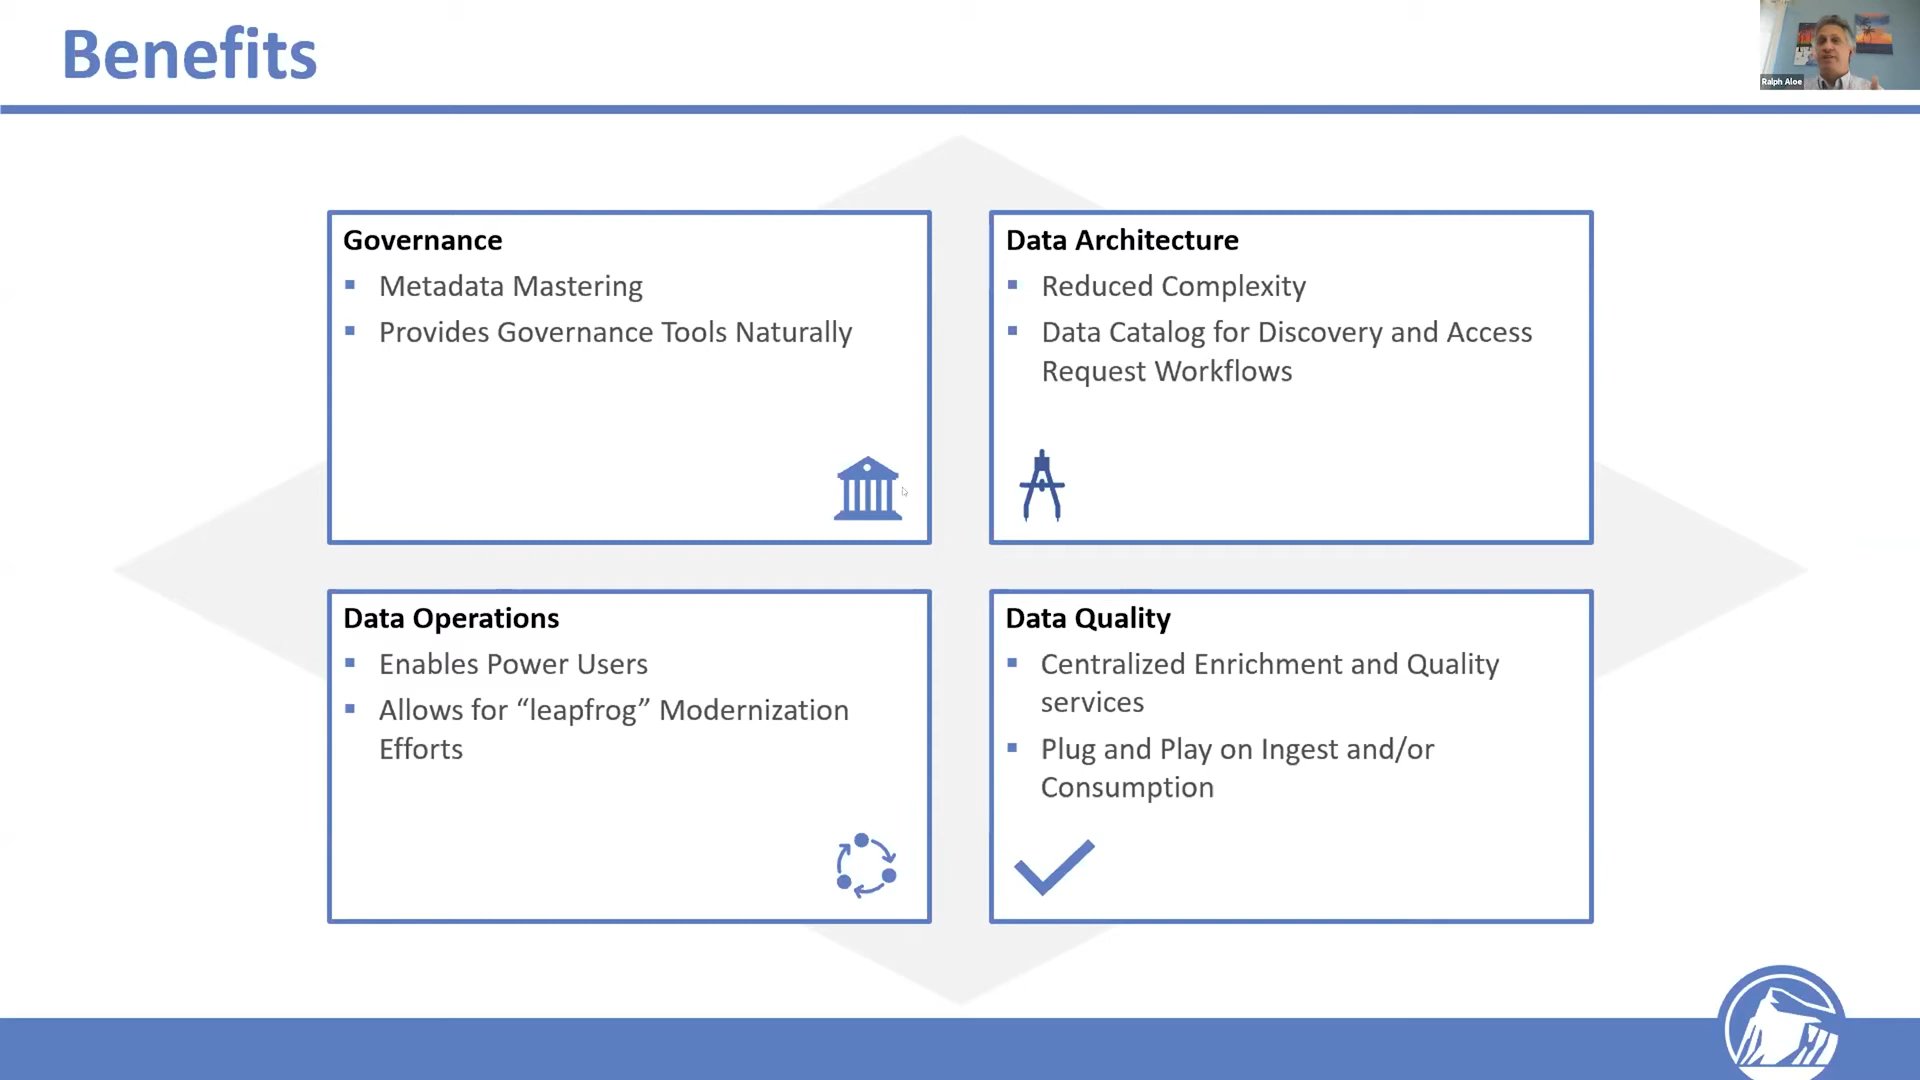 Benefits
Ralph Aloe
Governance
Metadata Mastering
Provides Governance Tools Naturally
Data Architecture
Reduced Complexity
Data Catalog for Discovery and Access
Request Workflows
Data Operations
Enables Power Users
Allows for “leapfrog” Modernization
Efforts
Data Quality
Centralized Enrichment and Quality
services
Plug and Play on Ingest and/or
Consumption